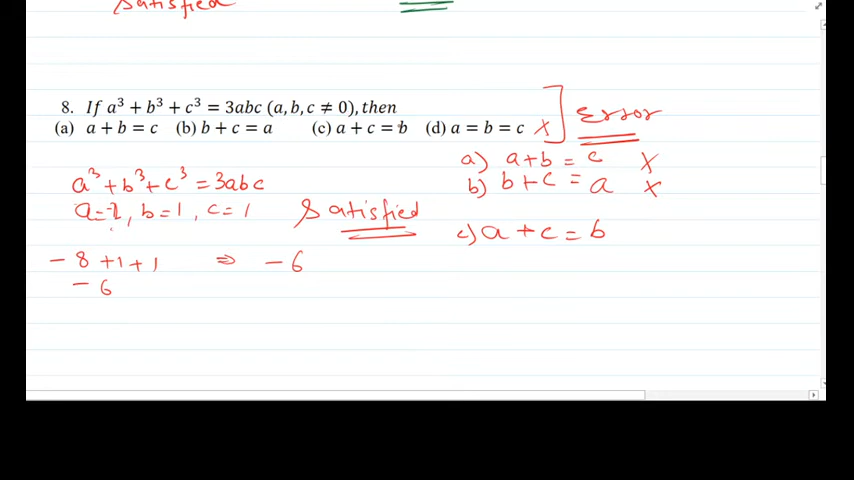 Satisfied
8. If a³ + b³ + c³ = 3abc (a, b, c ≠ 0), then
(a) a + b = c (b) b + c = a (c) a + c = b (d) a = b = c X
Error
a) a+b = c X
b) b+c = a X
c) a + c = b
a³+b³+c³ = 3abc
a=-2, b=1, c=1 Satisfied
-8+1+1 ⇒ -6
-6